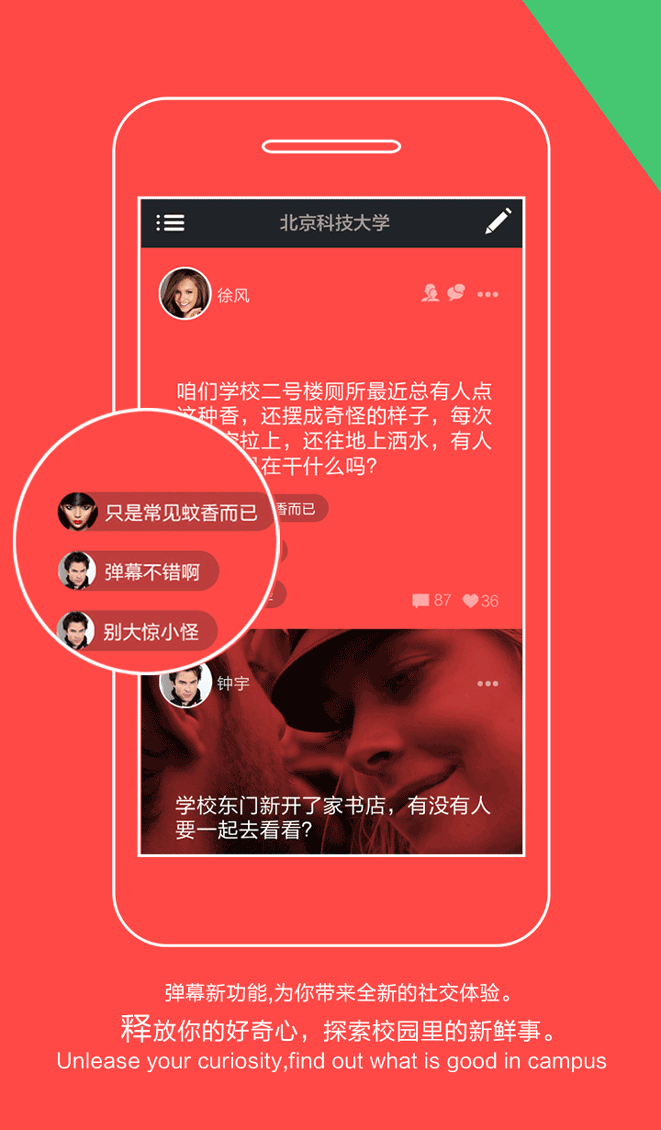 北京科技大学
徐风
咱们学校二号楼厕所最近总有人点
这种香，还摆成奇怪的样子，每次
拉上，还往地上洒水，有人
在干什么吗？
香而已
只是常见蚊香而已
弹幕不错啊
别大惊小怪
87 36
钟宇
学校东门新开了家书店，有没有人
要一起去看看？
弹幕新功能,为你带来全新的社交体验。
释放你的好奇心，探索校园里的新鲜事。
Unlease your curiosity,find out what is good in campus